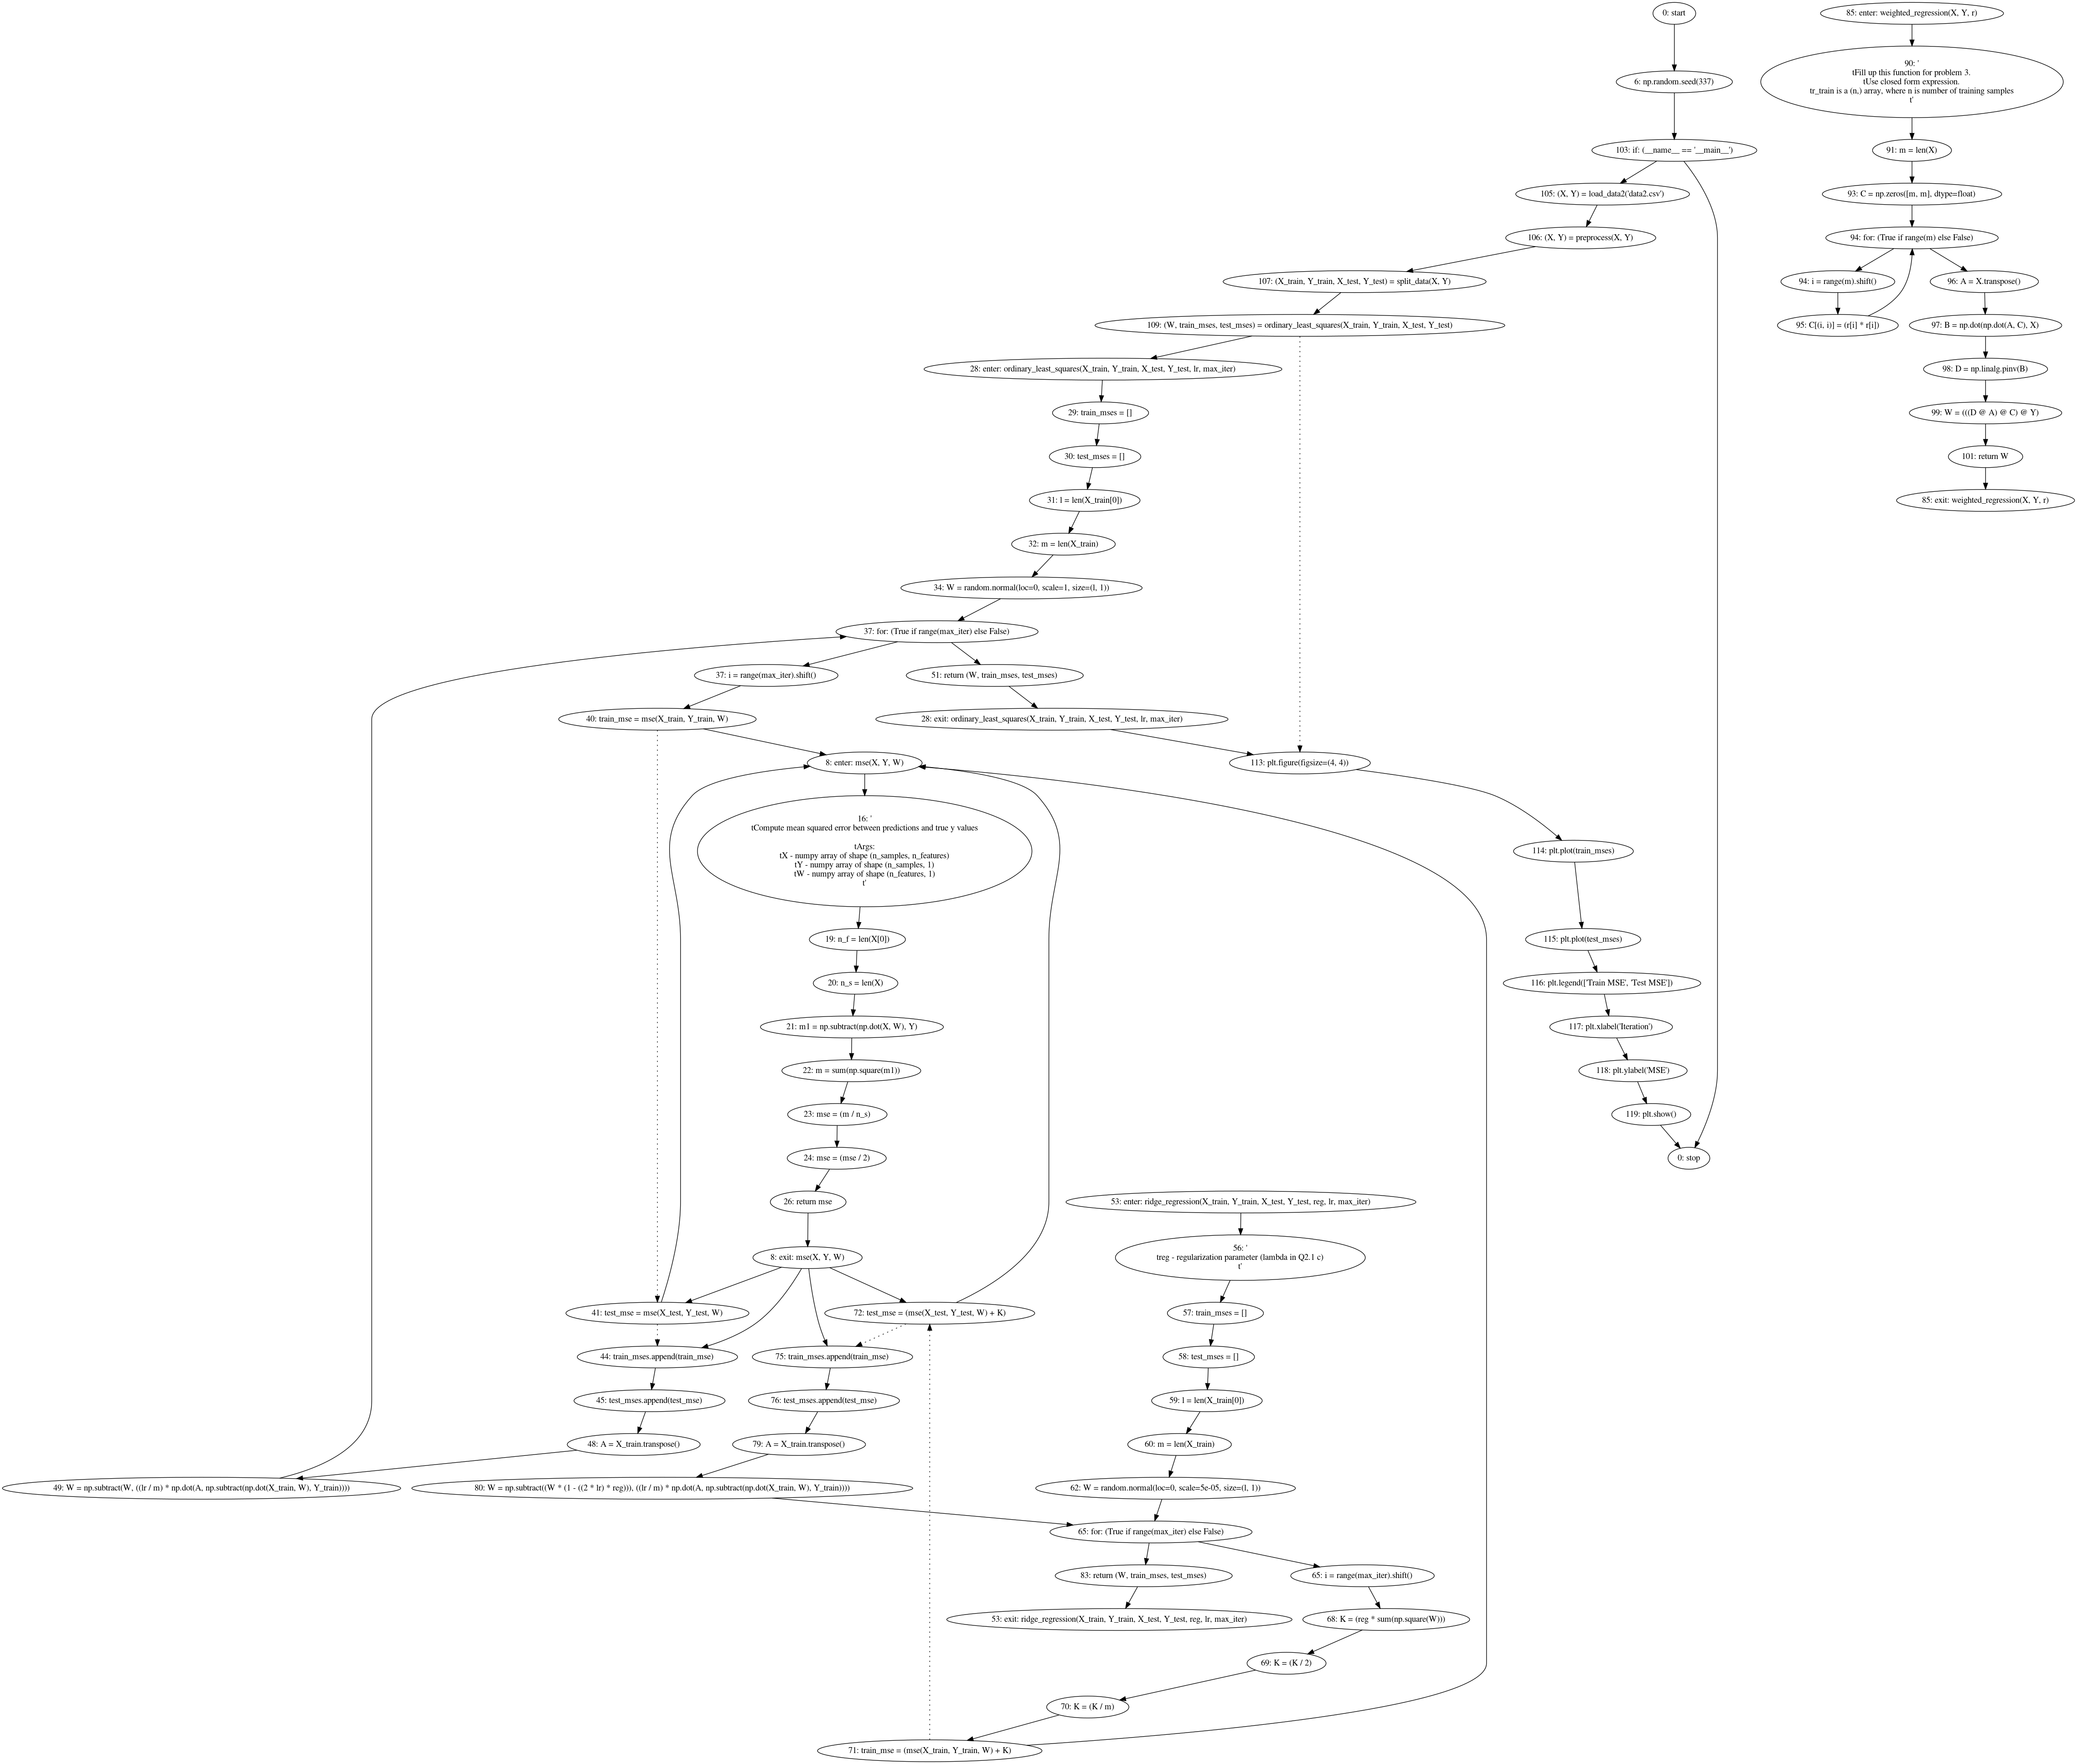 0: start
85: enter: weighted_regression(X, Y, r)
90: '
tFill up this function for problem 3.
tUse closed form expression.
tr_train is a (n,) array, where n is number of training samples
t'
6: np.random.seed(337)
103: if: (__name__ == '__main__')
91: m = len(X)
105: (X, Y) = load_data2('data2.csv')
93: C = np.zeros([m, m], dtype=float)
106: (X, Y) = preprocess(X, Y)
94: for: (True if range(m) else False)
107: (X_train, Y_train, X_test, Y_test) = split_data(X, Y)
94: i = range(m).shift()
96: A = X.transpose()
109: (W, train_mses, test_mses) = ordinary_least_squares(X_train, Y_train, X_test, Y_test)
95: C[(i, i)] = (r[i] * r[i])
97: B = np.dot(np.dot(A, C), X)
28: enter: ordinary_least_squares(X_train, Y_train, X_test, Y_test, lr, max_iter)
98: D = np.linalg.pinv(B)
29: train_mses = []
99: W = (((D @ A) @ C) @ Y)
30: test_mses = []
101: return W
31: l = len(X_train[0])
85: exit: weighted_regression(X, Y, r)
32: m = len(X_train)
34: W = random.normal(loc=0, scale=1, size=(l, 1))
37: for: (True if range(max_iter) else False)
37: i = range(max_iter).shift()
51: return (W, train_mses, test_mses)
40: train_mse = mse(X_train, Y_train, W)
28: exit: ordinary_least_squares(X_train, Y_train, X_test, Y_test, lr, max_iter)
8: enter: mse(X, Y, W)
113: plt.figure(figsize=(4, 4))
16: '
tCompute mean squared error between predictions and true y values
tArgs:
tX - numpy array of shape (n_samples, n_features)
tY - numpy array of shape (n_samples, 1)
tW - numpy array of shape (n_features, 1)
t'
114: plt.plot(train_mses)
19: n_f = len(X[0])
115: plt.plot(test_mses)
20: n_s = len(X)
116: plt.legend(['Train MSE', 'Test MSE'])
21: m1 = np.subtract(np.dot(X, W), Y)
117: plt.xlabel('Iteration')
22: m = sum(np.square(m1))
118: plt.ylabel('MSE')
23: mse = (m / n_s)
119: plt.show()
24: mse = (mse / 2)
0: stop
26: return mse
53: enter: ridge_regression(X_train, Y_train, X_test, Y_test, reg, lr, max_iter)
8: exit: mse(X, Y, W)
56: '
treg - regularization parameter (lambda in Q2.1 c)
t'
41: test_mse = mse(X_test, Y_test, W)
72: test_mse = (mse(X_test, Y_test, W) + K)
57: train_mses = []
44: train_mses.append(train_mse)
75: train_mses.append(train_mse)
58: test_mses = []
45: test_mses.append(test_mse)
76: test_mses.append(test_mse)
59: l = len(X_train[0])
48: A = X_train.transpose()
79: A = X_train.transpose()
60: m = len(X_train)
49: W = np.subtract(W, ((lr / m) * np.dot(A, np.subtract(np.dot(X_train, W), Y_train))))
80: W = np.subtract((W * (1 - ((2 * lr) * reg))), ((lr / m) * np.dot(A, np.subtract(np.dot(X_train, W), Y_train))))
62: W = random.normal(loc=0, scale=5e-05, size=(l, 1))
65: for: (True if range(max_iter) else False)
83: return (W, train_mses, test_mses)
65: i = range(max_iter).shift()
53: exit: ridge_regression(X_train, Y_train, X_test, Y_test, reg, lr, max_iter)
68: K = (reg * sum(np.square(W)))
69: K = (K / 2)
70: K = (K / m)
71: train_mse = (mse(X_train, Y_train, W) + K)